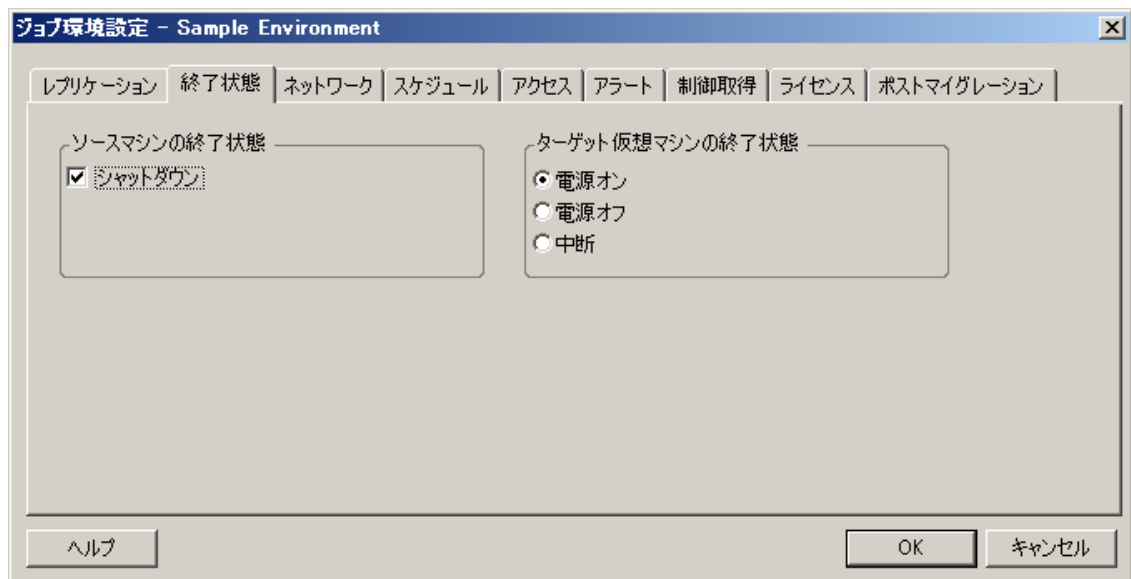 ジョブ環境設定 - Sample Environment
レプリケーション 終了状態 ネットワーク スケジュール アクセス アラート 制御取得 ライセンス ポストマイグレーション
ソースマシンの終了状態
シャットダウン
ターゲット仮想マシンの終了状態
電源オン
電源オフ
中断
ヘルプ OK キャンセル